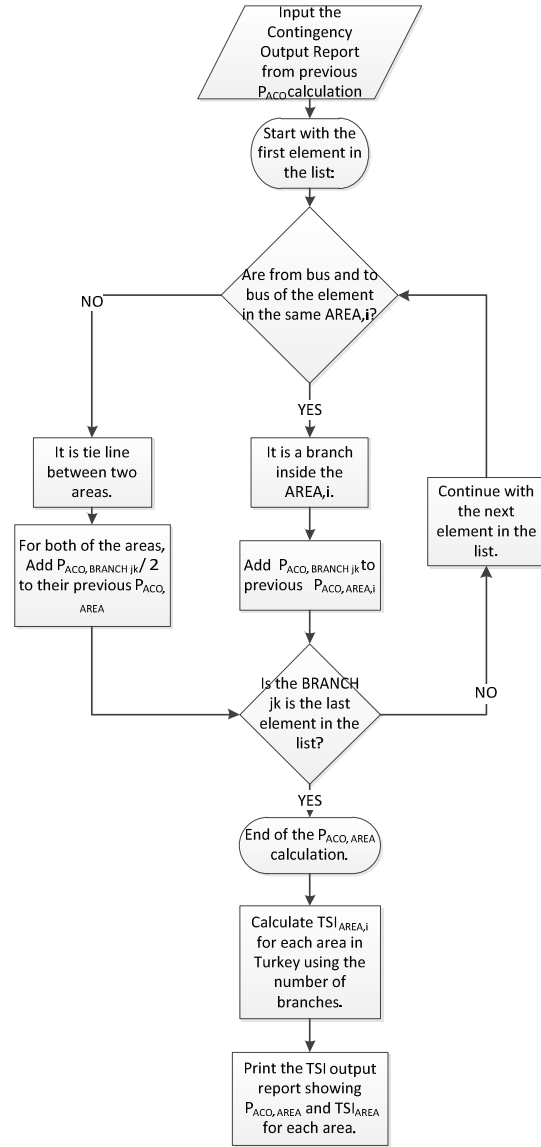 Input the
Contingency
Output Report
from previous
PACOcalculation
Start with the
first element in
the list:
Are from bus and to
bus of the element
in the same AREA,i?
NO
YES
It is tie line
between two
areas.
It is a branch
inside the
AREA,i.
Continue with
the next
element in the
list.
For both of the areas,
Add PACO,BRANCH jk/ 2
to their previous PACO,
AREA
Add PACO,BRANCH jk to
previous PACO,AREA,i
Is the BRANCH
jk is the last
element in the
list?
NO
YES
End of the PACO, AREA
calculation.
Calculate TSIAREA,i
for each area in
Turkey using the
number of
branches.
Print the TSI output
report showing
PACO,AREA and TSIAREA
for each area.